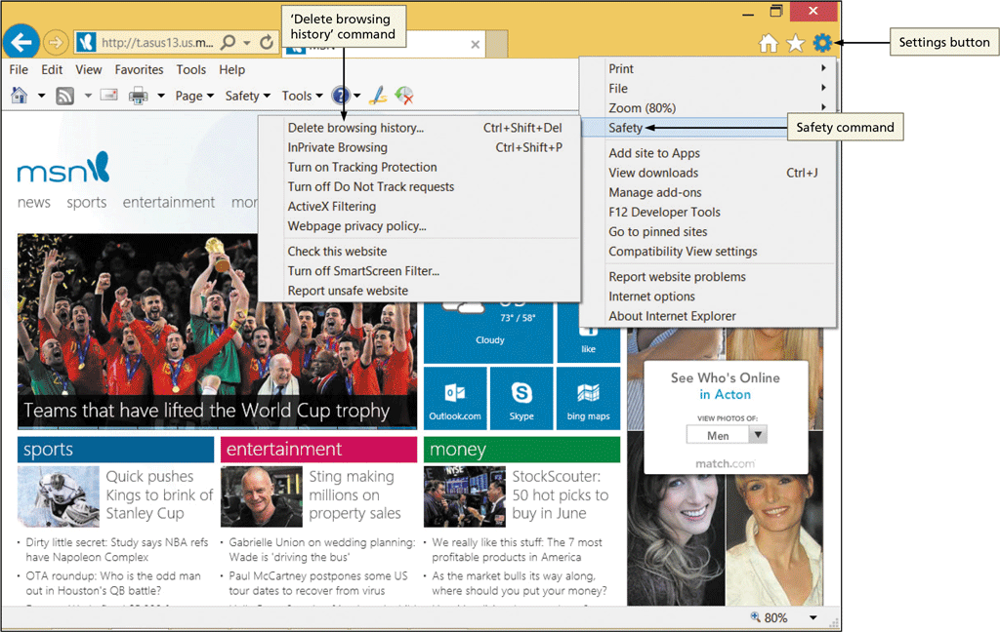 'Delete browsing
history' command
http://t.asus13.us.m...
Settings button
File Edit View Favorites Tools Help
Page Safety Tools
Print
File
Zoom (80%)
Safety
Safety command
Add site to Apps
View downloads Ctrl+J
Manage add-ons
F12 Developer Tools
Go to pinned sites
Compatibility View settings
Report website problems
Internet options
About Internet Explorer
Delete browsing history... Ctrl+Shift+Del
InPrivate Browsing Ctrl+Shift+P
Turn on Tracking Protection
Turn off Do Not Track requests
ActiveX Filtering
Webpage privacy policy...
Check this website
Turn off SmartScreen Filter...
Report unsafe website
msn
news sports entertainment
73° / 58°
Cloudy
like
Outlook.com Skype bing maps
Teams that have lifted the World Cup trophy
See Who's Online
in Acton
VIEW PHOTOS OF:
Men
match.com
sports
Quick pushes
Kings to brink of
Stanley Cup
• Dirty little secret: Study says NBA refs
have Napoleon Complex
• OTA roundup: Who is the odd man
out in Houston's QB battle?
entertainment
Sting making
millions on
property sales
• Gabrielle Union on wedding planning:
Wade is 'driving the bus'
• Paul McCartney postpones some US
tour dates to recover from virus
money
NYSE
StockScouter:
50 hot picks to
buy in June
• We really like this stuff: The 7 most
profitable products in America
• As the market bulls its way along,
where should you put your money?
80%